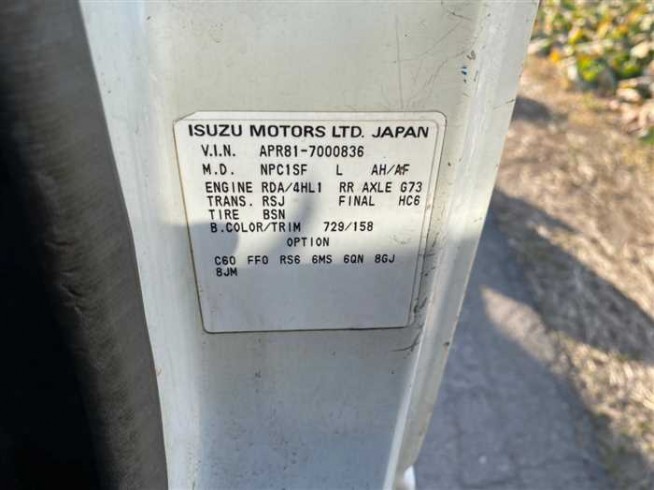 ISUZU MOTORS LTD. JAPAN
V.I.N. APR81-7000836
M.D. NPC1SF L AH/AF
ENGINE RDA/4HL1 RR AXLE G73
TRANS. RSJ FINAL HC6
TIRE BSN
B.COLOR/TRIM 729/158
OPTION
C60 FF0 RS6 6MS 6QN 8GJ
8JM